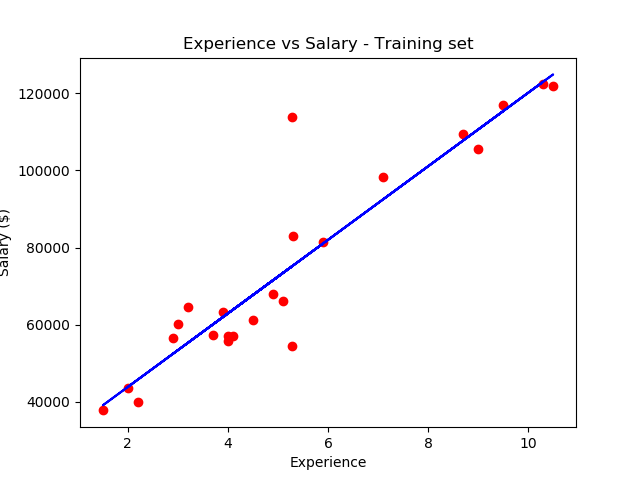 Experience vs Salary - Training set
Salary ($)
120000
100000
80000
60000
40000
2 4 6 8 10
Experience